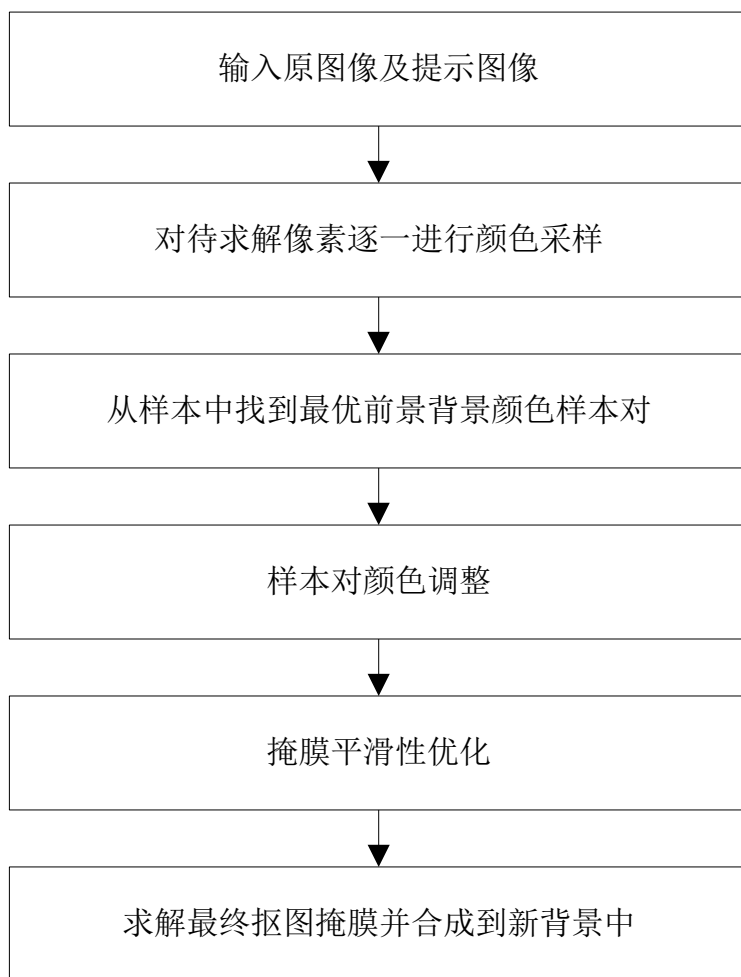 输入原图像及提示图像
对待求解像素逐一进行颜色采样
从样本中找到最优前景背景颜色样本对
样本对颜色调整
掩膜平滑性优化
求解最终抠图掩膜并合成到新背景中